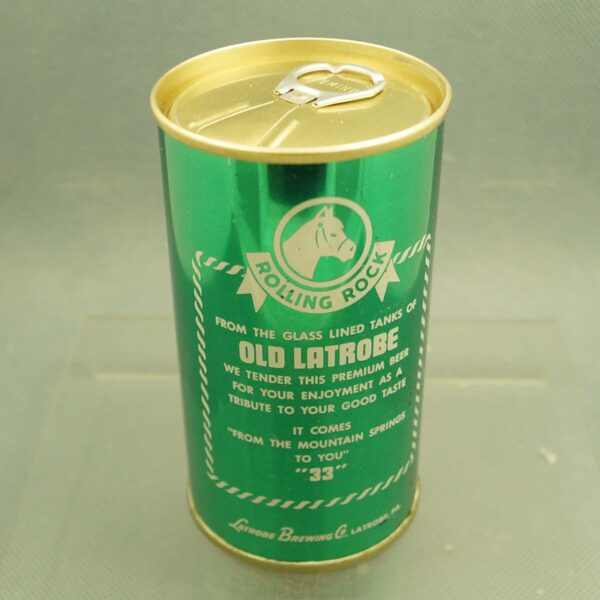 ROLLING ROCK
FROM THE GLASS LINED TANKS OF
OLD LATROBE
WE TENDER THIS PREMIUM BEER
FOR YOUR ENJOYMENT AS A
TRIBUTE TO YOUR GOOD TASTE
IT COMES
"FROM THE MOUNTAIN SPRINGS
TO YOU"
"33"
LATROBE BREWING CO. LATROBE, PA.